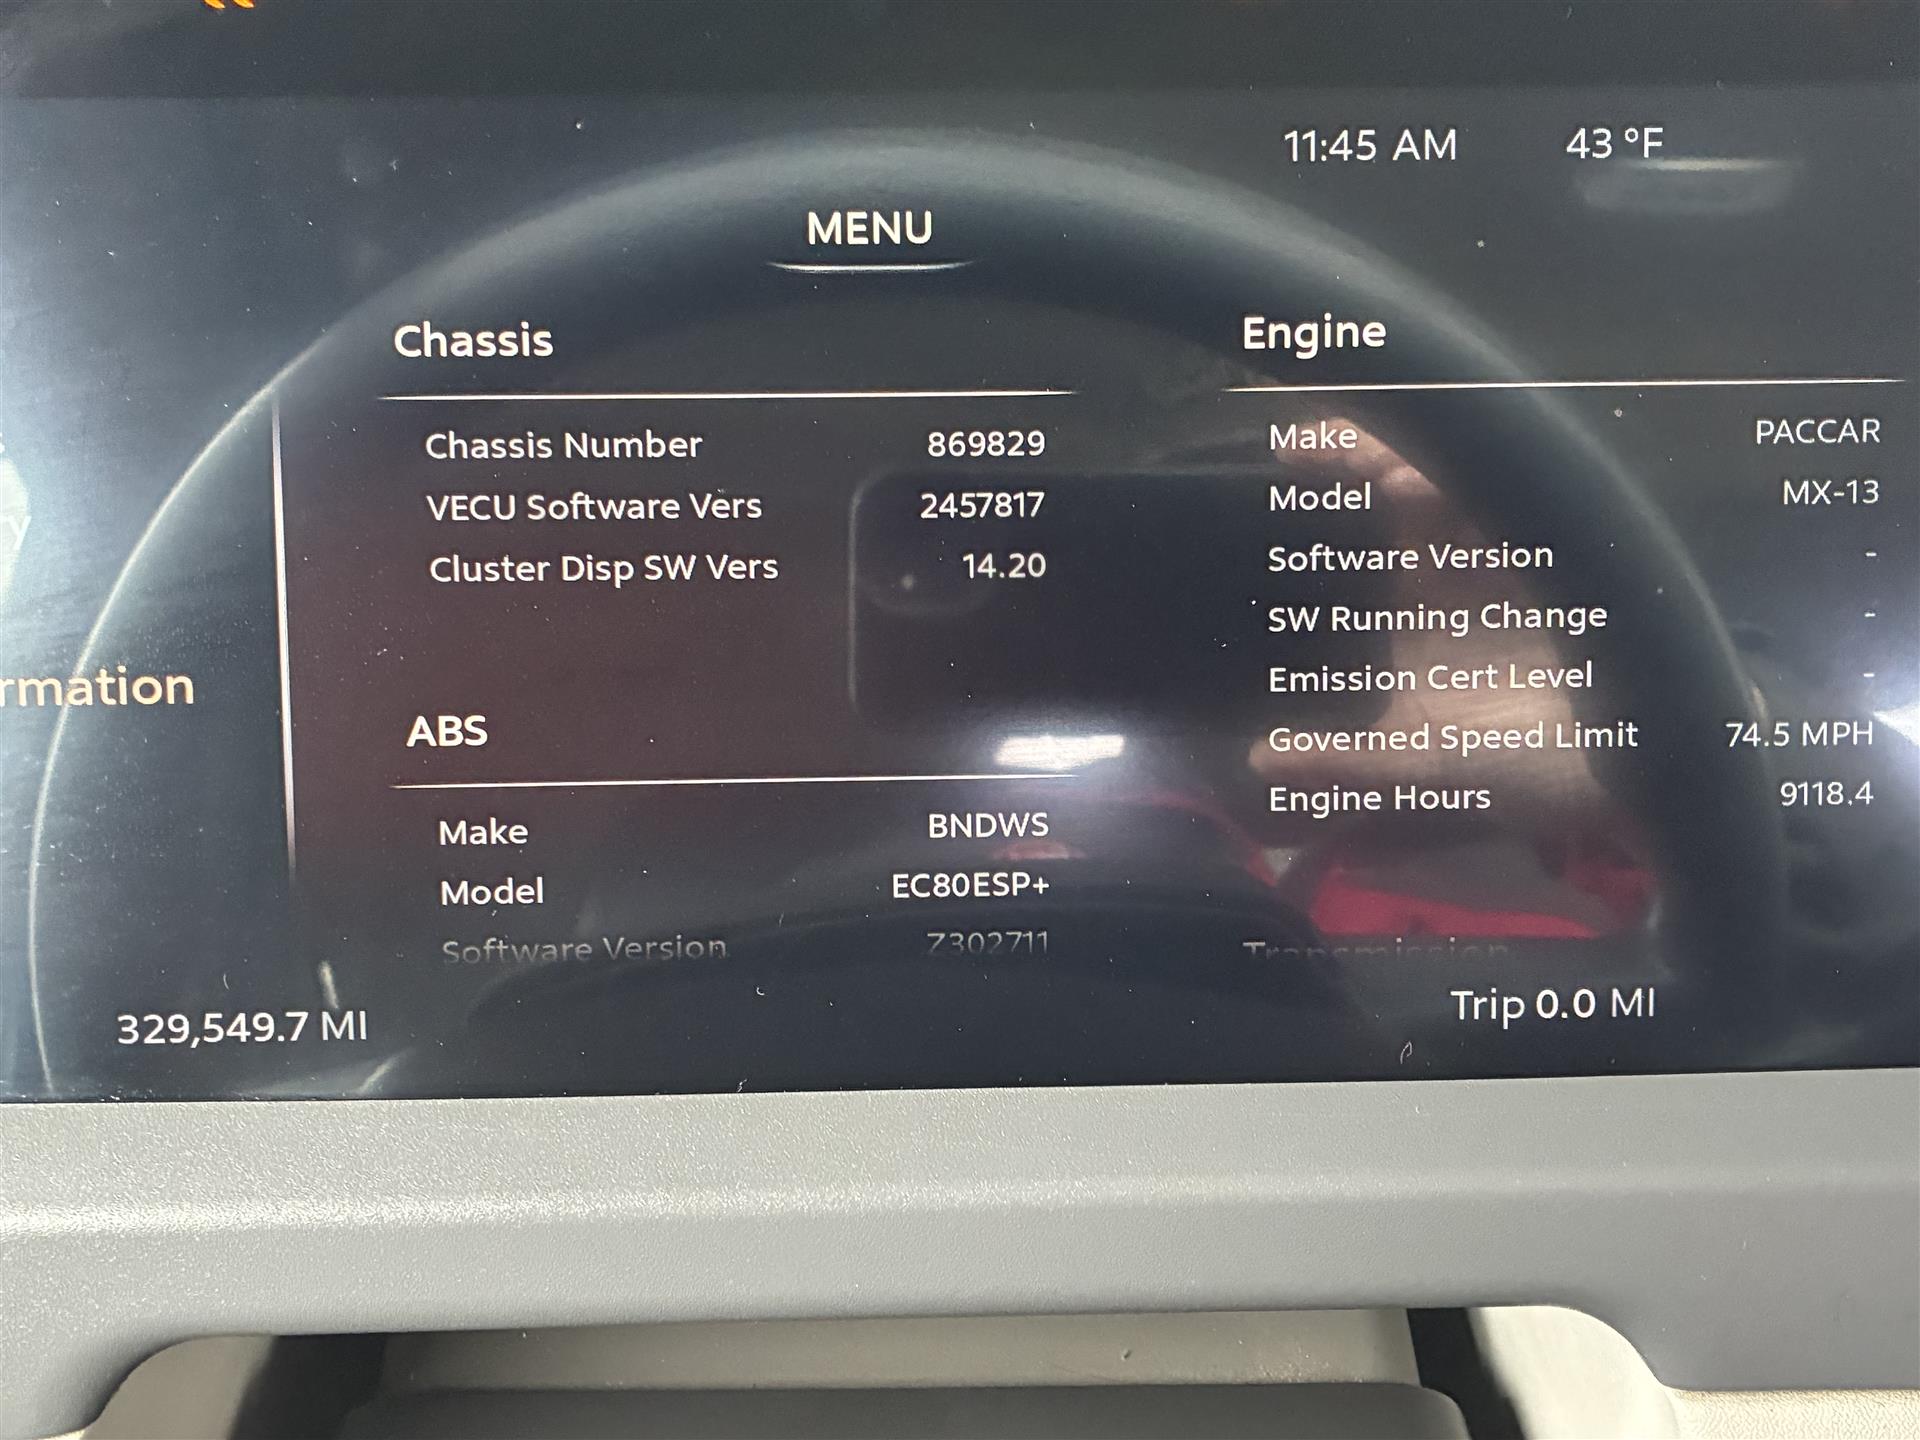 11:45 AM 43 °F
MENU
Chassis
Chassis Number 869829
VECU Software Vers 2457817
Cluster Disp SW Vers 14.20
rmation
ABS
Make BNDWS
Model EC80ESP+
Software Version Z302711
Engine
Make PACCAR
Model MX-13
Software Version -
SW Running Change -
Emission Cert Level -
Governed Speed Limit 74.5 MPH
Engine Hours 9118.4
Transmission
329,549.7 MI
Trip 0.0 MI